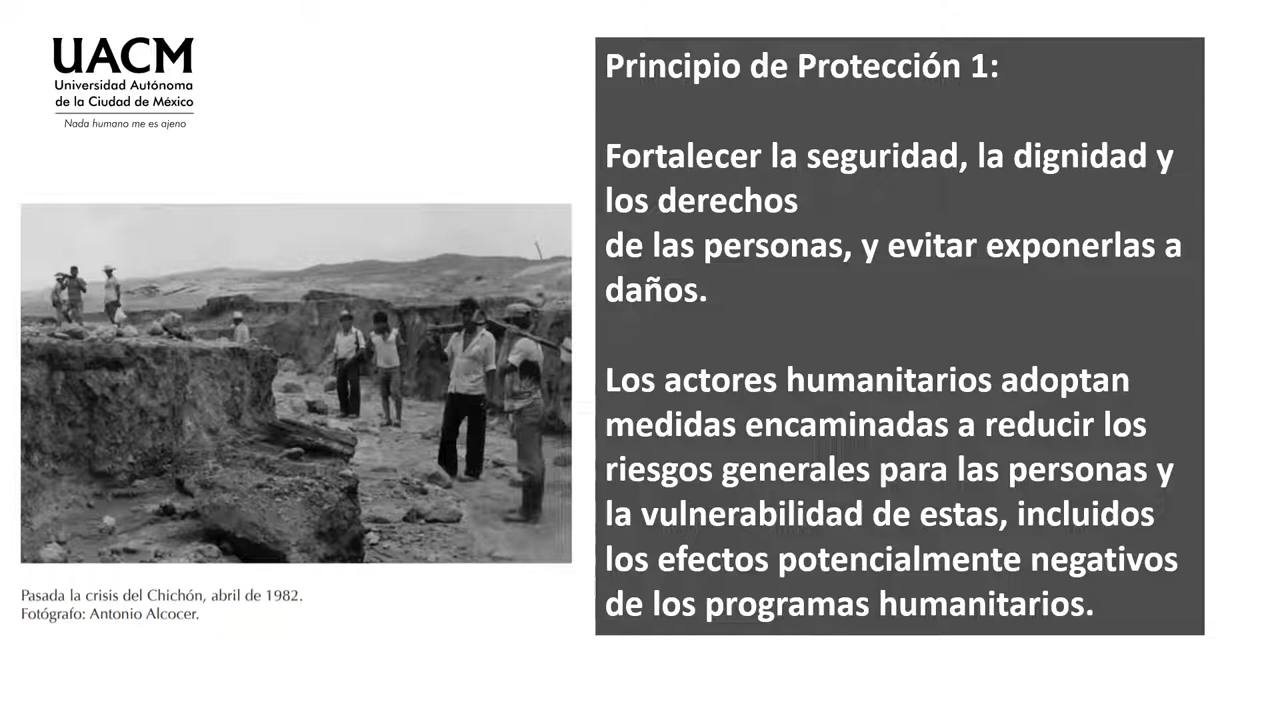 UACM
Universidad Autónoma
de la Ciudad de México
Nada humano me es ajeno
Principio de Protección 1:
Fortalecer la seguridad, la dignidad y
los derechos
de las personas, y evitar exponerlas a
daños.
Los actores humanitarios adoptan
medidas encaminadas a reducir los
riesgos generales para las personas y
la vulnerabilidad de estas, incluidos
los efectos potencialmente negativos
de los programas humanitarios.
Pasada la crisis del Chichón, abril de 1982.
Fotógrafo: Antonio Alcocer.